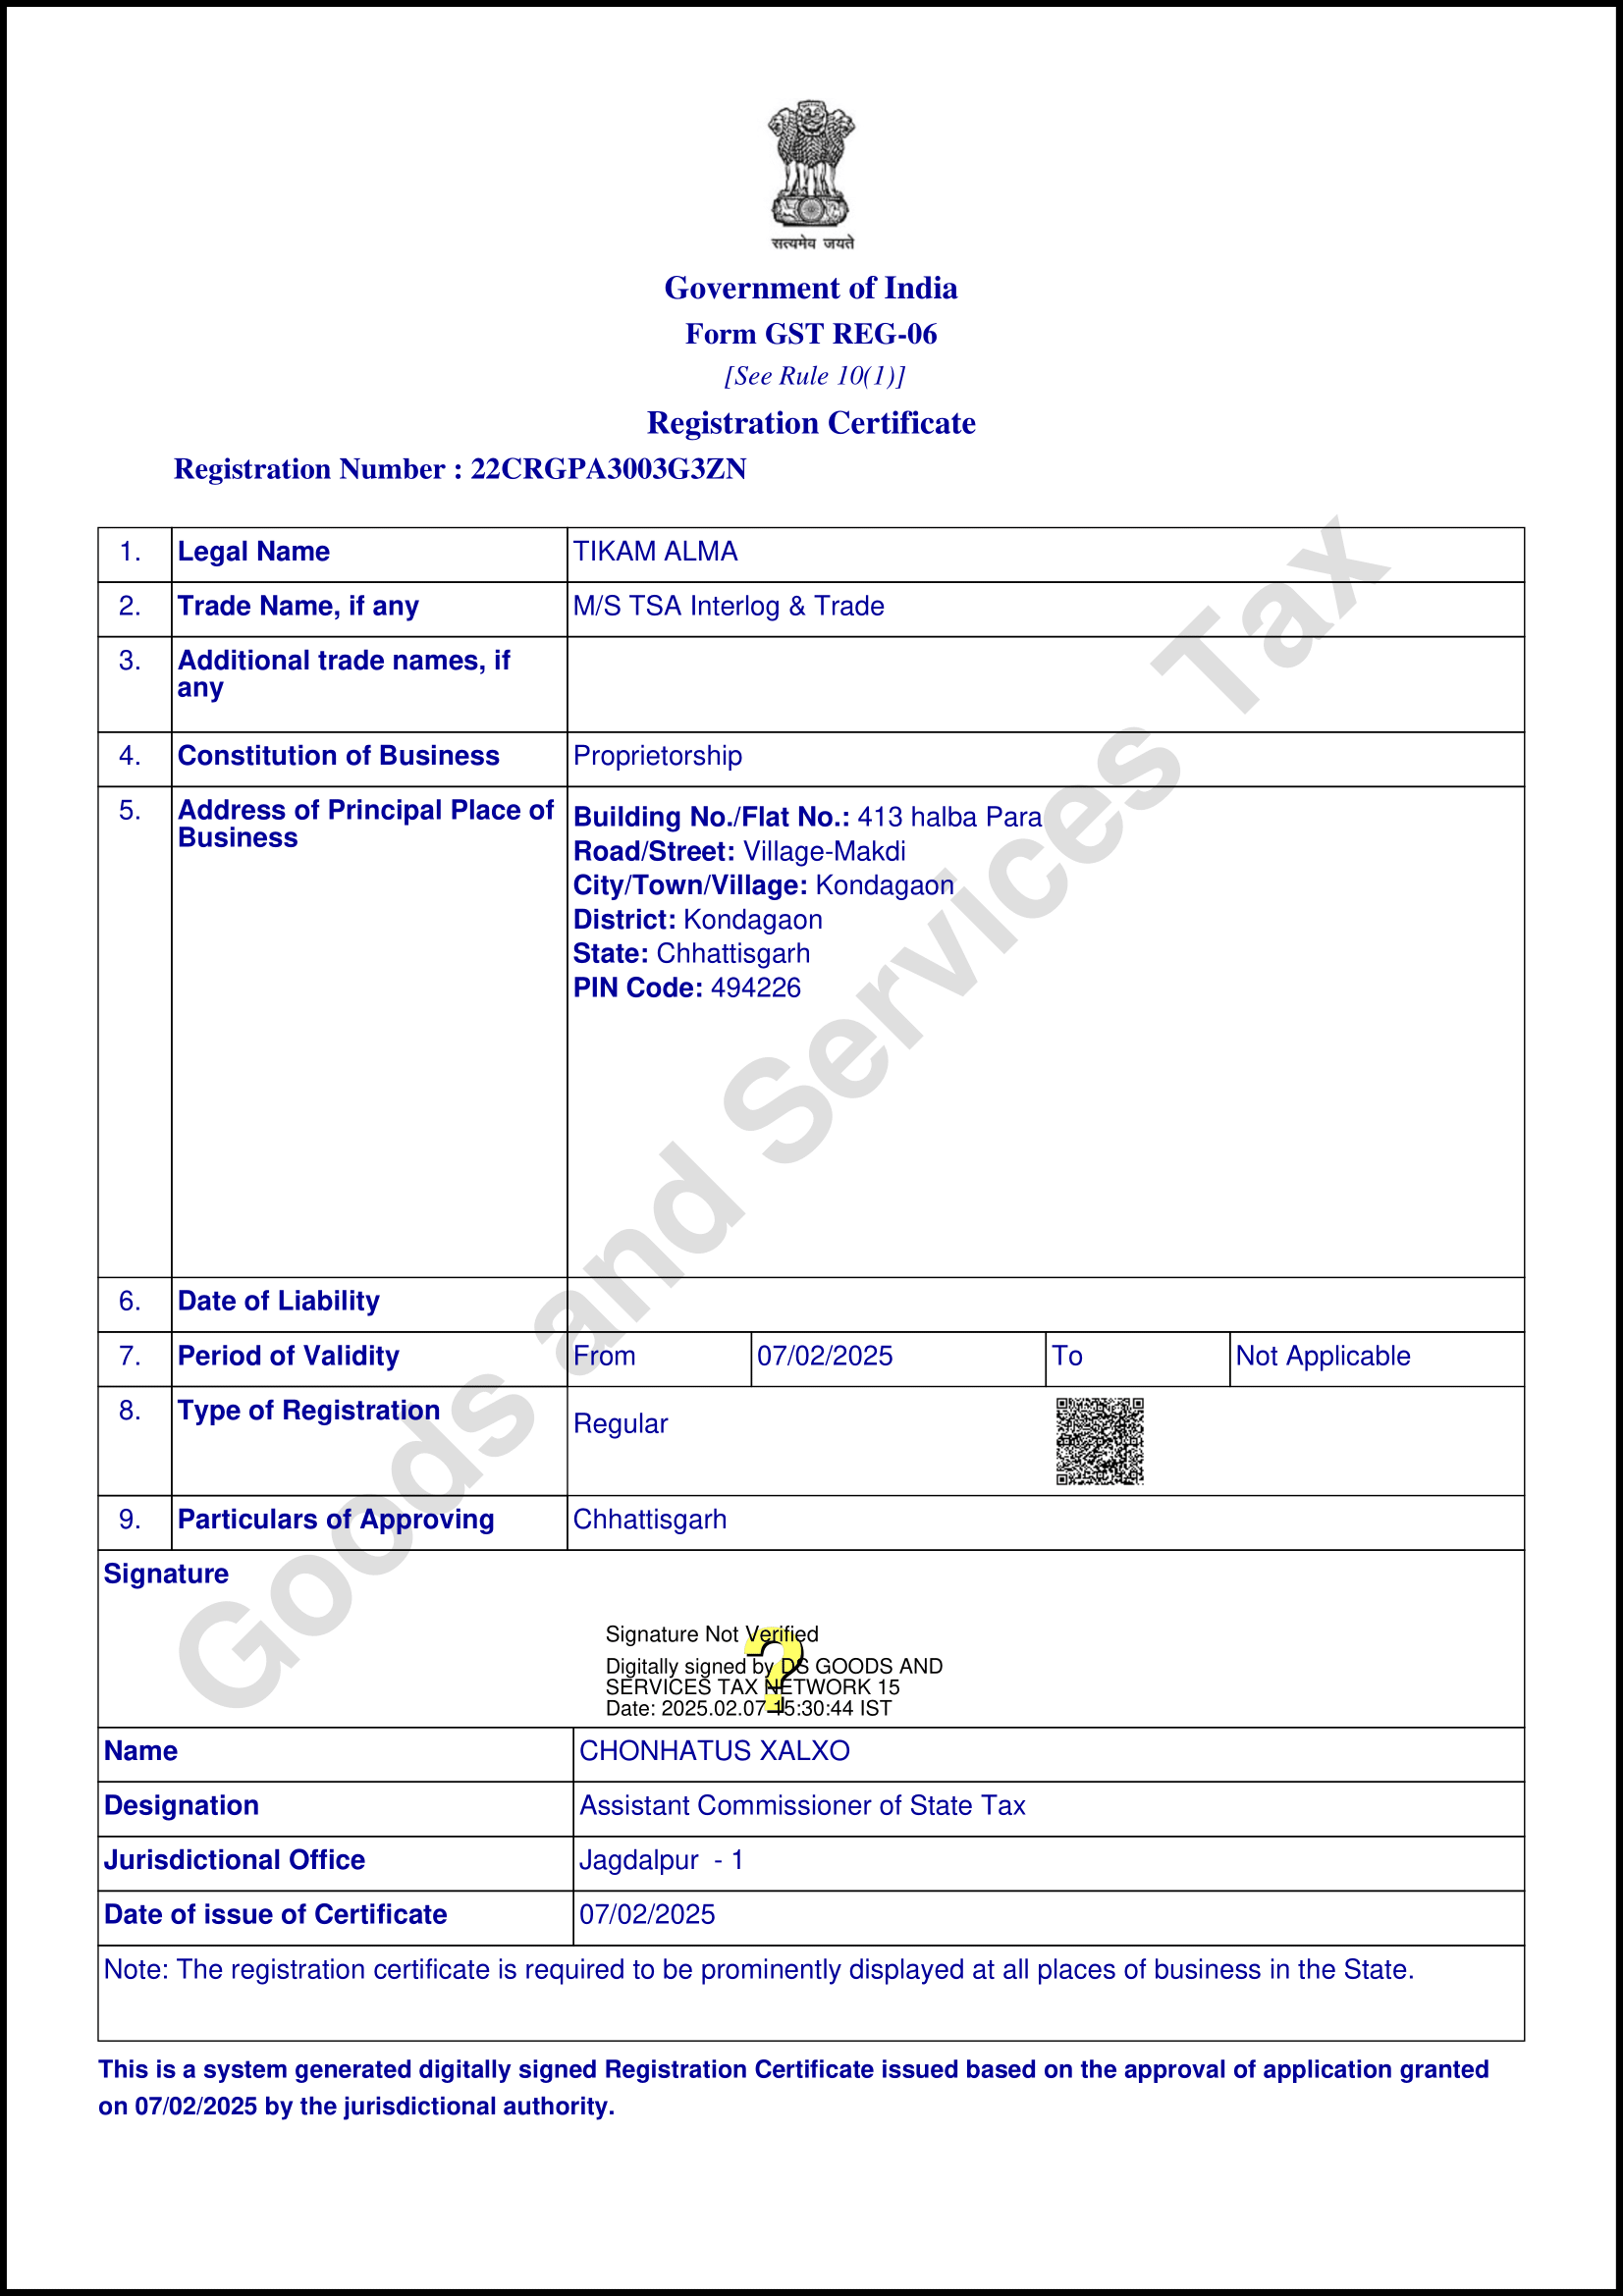 सत्यमेव जयते
Government of India
Form GST REG-06
[See Rule 10(1)]
Registration Certificate
Registration Number : 22CRGPA3003G3ZN
1. Legal Name TIKAM ALMA
2. Trade Name, if any M/S TSA Interlog & Trade
3. Additional trade names, if
any
4. Constitution of Business Proprietorship
5. Address of Principal Place of
Business
Building No./Flat No.: 413 halba Para
Road/Street: Village-Makdi
City/Town/Village: Kondagaon
District: Kondagaon
State: Chhattisgarh
PIN Code: 494226
6. Date of Liability
7. Period of Validity From 07/02/2025 To Not Applicable
8. Type of Registration Regular
9. Particulars of Approving Chhattisgarh
Signature
Signature Not Verified
Digitally signed by DS GOODS AND
SERVICES TAX NETWORK 15
Date: 2025.02.07 15:30:44 IST
?
Name CHONHATUS XALXO
Designation Assistant Commissioner of State Tax
Jurisdictional Office Jagdalpur - 1
Date of issue of Certificate 07/02/2025
Note: The registration certificate is required to be prominently displayed at all places of business in the State.
This is a system generated digitally signed Registration Certificate issued based on the approval of application granted
on 07/02/2025 by the jurisdictional authority.
Goods and Services Tax